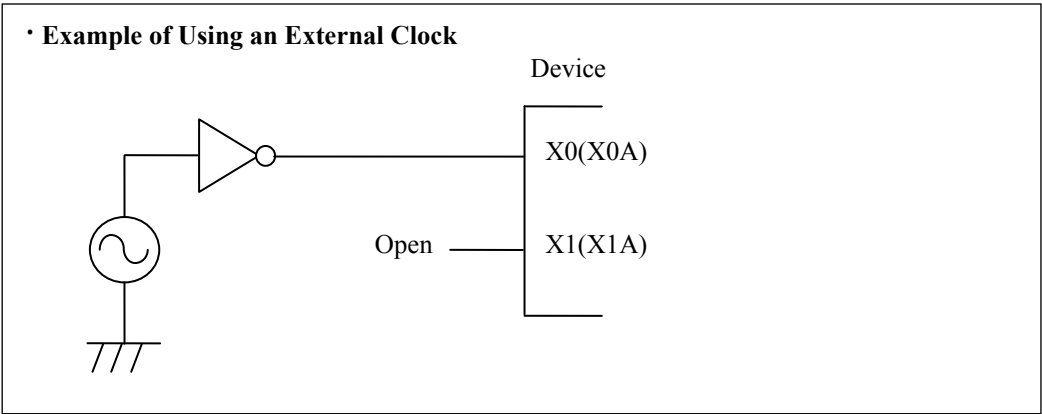 ・Example of Using an External Clock
Device
X0(X0A)
Open
X1(X1A)